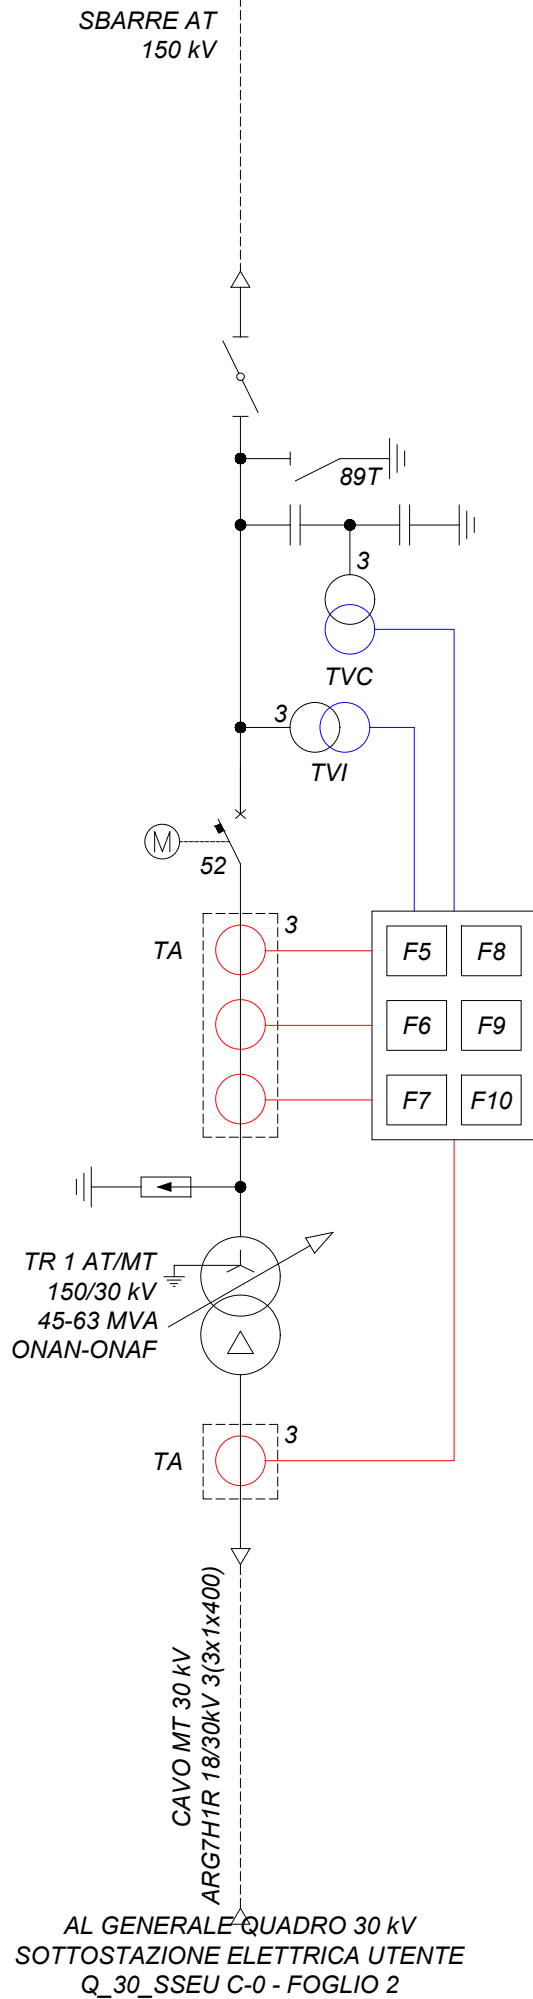 SBARRE AT
150 kV
89T
3
TVC
3
TVI
M
52
3
TA
F5
F8
F6
F9
F7
F10
TR 1 AT/MT
150/30 kV
45-63 MVA
ONAN-ONAF
3
TA
CAVO MT 30 kV
ARG7H1R 18/30kV 3(3x1x400)
AL GENERALE QUADRO 30 kV
SOTTOSTAZIONE ELETTRICA UTENTE
Q_30_SSEU C-0 - FOGLIO 2